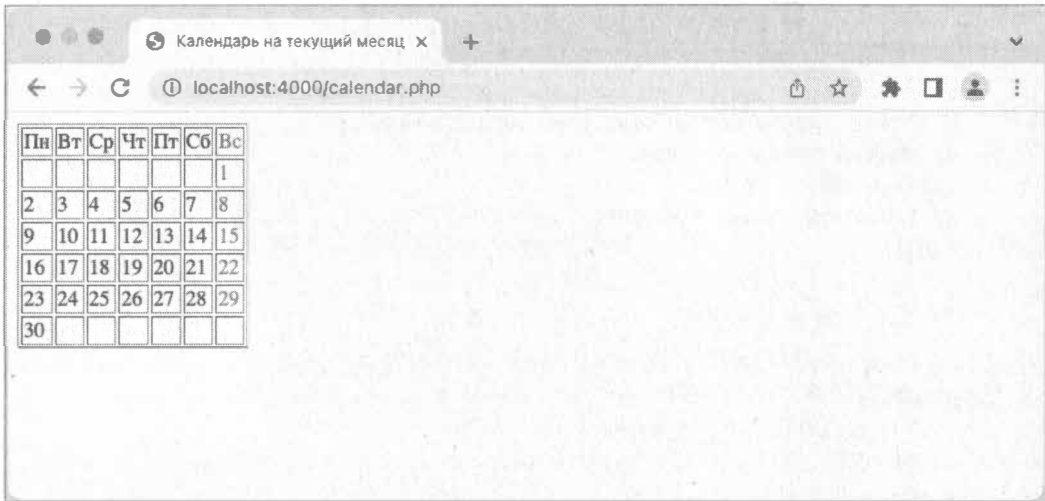 Календарь на текущий месяц
localhost:4000/calendar.php
Пн Вт Ср Чт Пт Сб Вс
1
2 3 4 5 6 7 8
9 10 11 12 13 14 15
16 17 18 19 20 21 22
23 24 25 26 27 28 29
30